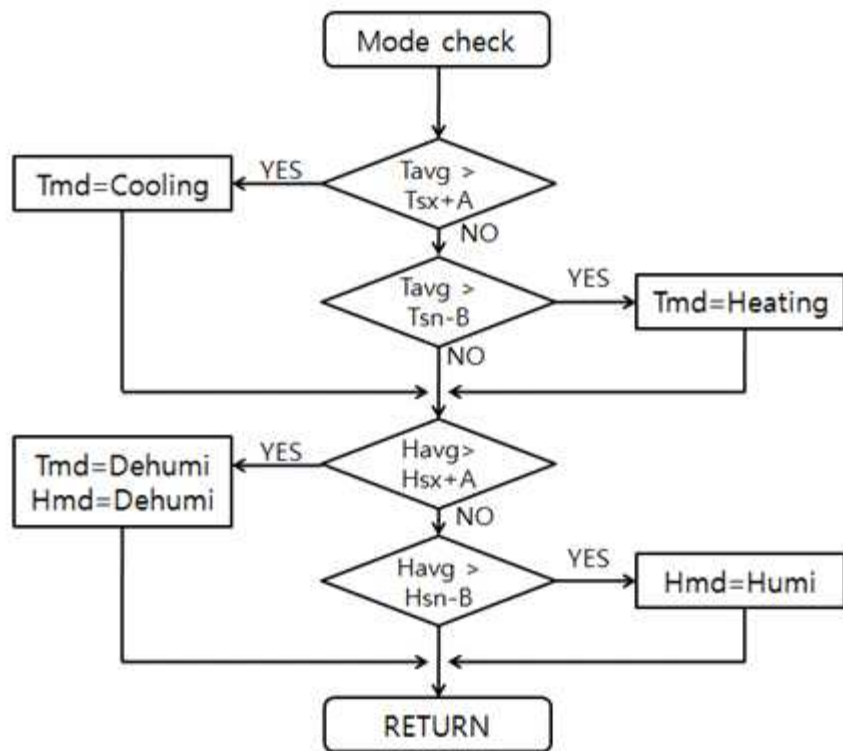 Mode check
Tavg >
Tsx+A
YES
Tmd=Cooling
NO
Tavg >
Tsn-B
YES
Tmd=Heating
NO
Havg>
Hsx+A
YES
Tmd=Dehumi
Hmd=Dehumi
NO
Havg >
Hsn-B
YES
Hmd=Humi
RETURN